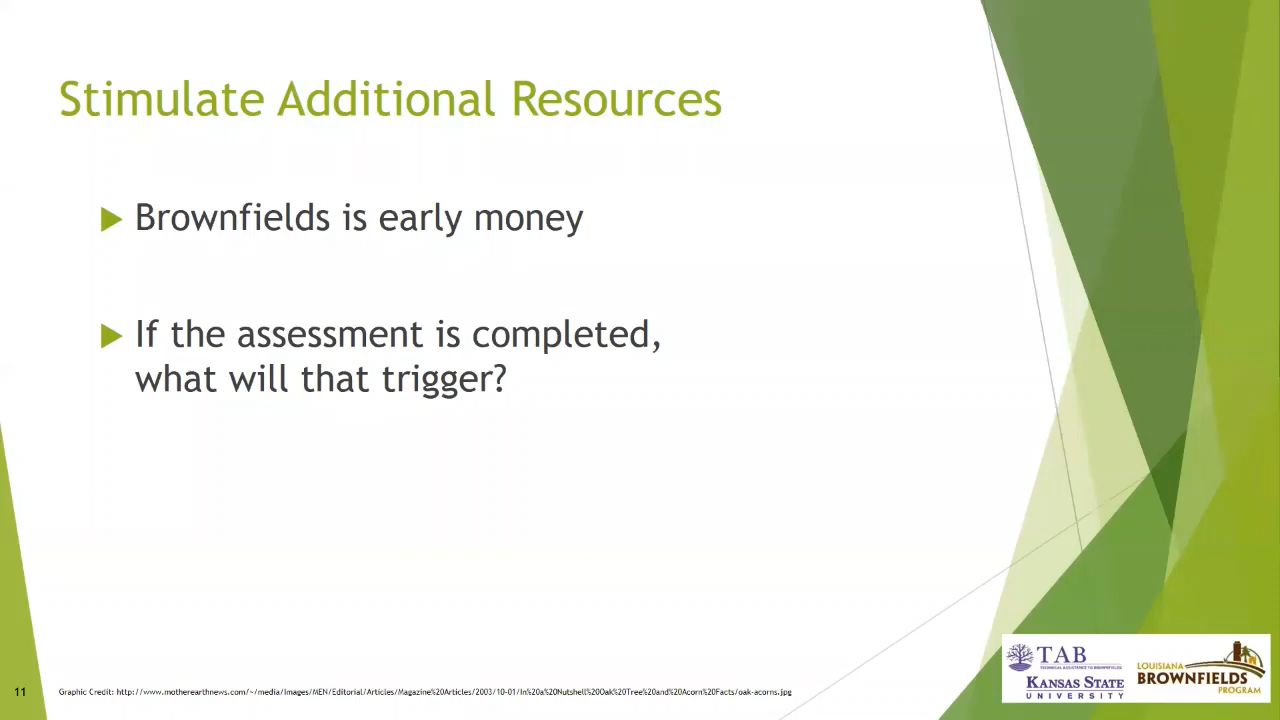 Stimulate Additional Resources
Brownfields is early money
If the assessment is completed,
what will that trigger?
TAB
TECHNICAL ASSISTANCE TO BROWNFIELDS
KANSAS STATE
UNIVERSITY
LOUISIANA
BROWNFIELDS
PROGRAM
11
Graphic Credit: http://www.motherearthnews.com/~/media/Images/MEN/Editorial/Articles/Magazine%20Articles/2003/10-01/In%20a%20Nutshell%20Oak%20Tree%20and%20Acorn%20Facts/oak-acorns.jpg